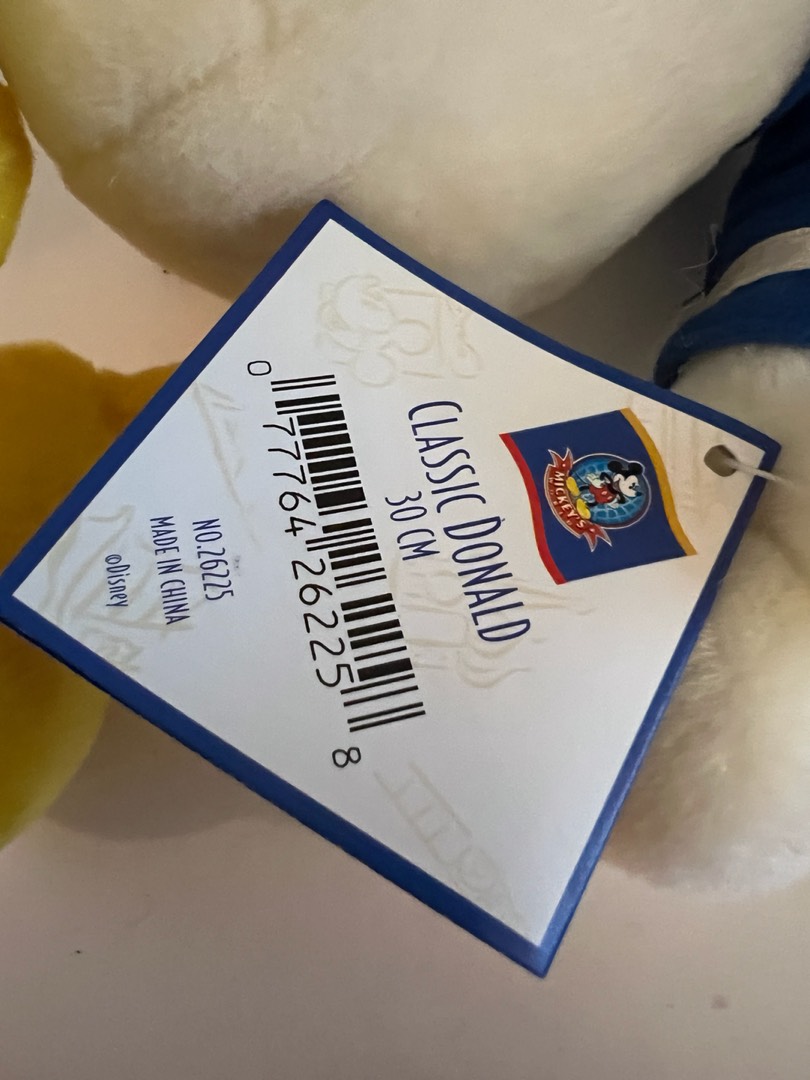 MICKEY'S
CLASSIC DONALD
30 CM
0 77764 26225 8
NO.26225
MADE IN CHINA
©DISNEY